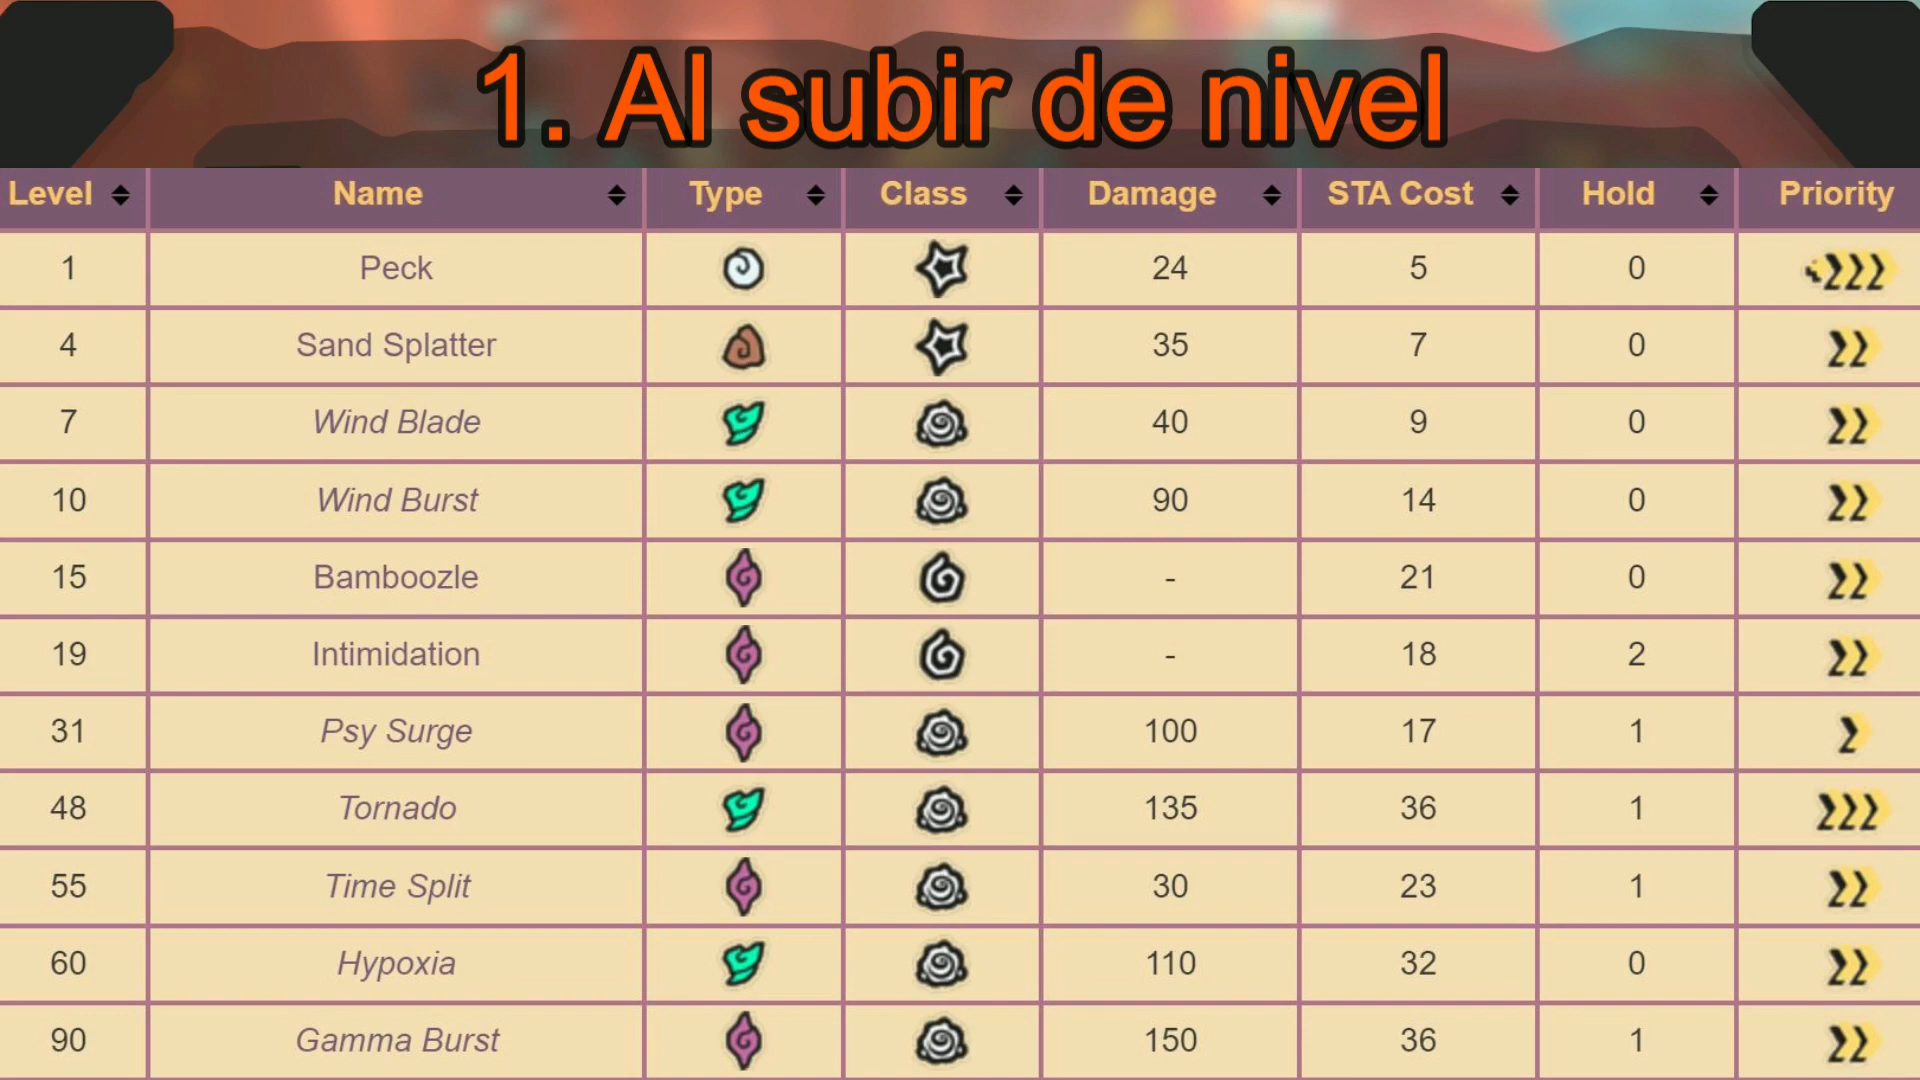 1. Al subir de nivel
Level Name Type Class Damage STA Cost Hold Priority
1 Peck 24 5 0
4 Sand Splatter 35 7 0
7 Wind Blade 40 9 0
10 Wind Burst 90 14 0
15 Bamboozle - 21 0
19 Intimidation - 18 2
31 Psy Surge 100 17 1
48 Tornado 135 36 1
55 Time Split 30 23 1
60 Hypoxia 110 32 0
90 Gamma Burst 150 36 1